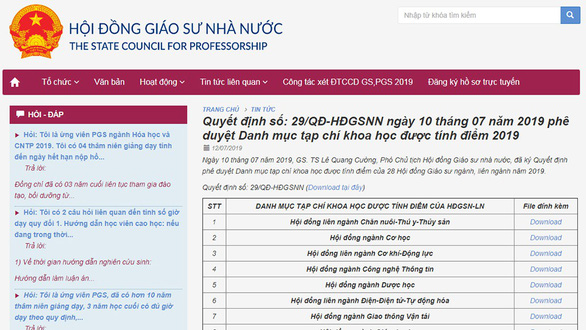 HỘI ĐỒNG GIÁO SƯ NHÀ NƯỚC
THE STATE COUNCIL FOR PROFESSORSHIP
Nhập từ khóa tìm kiếm
Tổ chức Văn bản Hoạt động Tin tức liên quan Công tác xét ĐTCCD GS,PGS 2019 Đăng ký hồ sơ trực tuyến
HỎI - ĐÁP
Hỏi: Tôi là ứng viên PGS ngành Hóa học và
CNTP 2019. Tôi có 04 thâm niên giảng dạy tính
đến ngày hết hạn nộp hồ...
Trả lời:
Đồng chí đã có 03 năm cuối liên tục tham gia đào
tạo, bồi dưỡng từ...
Hỏi: Tôi có 2 câu hỏi liên quan đến tính số giờ
dạy quy đổi 1. Hướng dẫn học viên cao học: nếu
đang trong thời...
Trả lời:
1) Về thời gian hướng dẫn nghiên cứu sinh:
Hướng dẫn làm luận án...
Hỏi: Tôi là ứng viên PGS, đã có hơn 10 năm
thâm niên giảng dạy, 3 năm học cuối có đủ giờ
dạy theo quy định,...
TRANG CHỦ TIN TỨC
Quyết định số: 29/QĐ-HĐGSNN ngày 10 tháng 07 năm 2019 phê
duyệt Danh mục tạp chí khoa học được tính điểm 2019
12/07/2019
Ngày 10 tháng 07 năm 2019, GS. TS Lê Quang Cường, Phó Chủ tịch Hội đồng Giáo sư nhà nước, đã ký Quyết định
phê duyệt Danh mục tạp chí khoa học được tính điểm của 28 Hội đồng Giáo sư ngành, liên ngành năm 2019.
Quyết định số: 29/QĐ-HĐGSNN (Download tại đây)
STT DANH MỤC TẠP CHÍ KHOA HỌC ĐƯỢC TÍNH ĐIỂM CỦA HĐGSN-LN File đính kèm
1 Hội đồng liên ngành Chăn nuôi-Thú y-Thủy sản Download
2 Hội đồng ngành Cơ học Download
3 Hội đồng liên ngành Cơ khí-Động lực Download
4 Hội đồng ngành Công nghệ Thông tin Download
5 Hội đồng ngành Dược học Download
6 Hội đồng liên ngành Điện-Điện tử-Tự động hóa Download
7 Hội đồng ngành Giao thông Vận tải Download